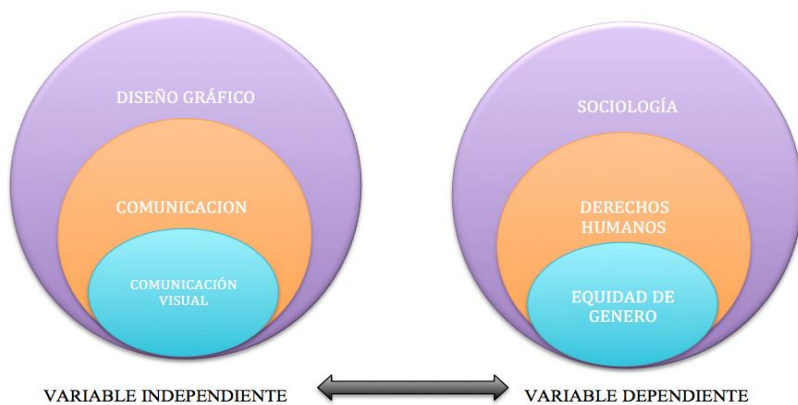 DISEÑO GRÁFICO
COMUNICACION
COMUNICACIÓN
VISUAL
VARIABLE INDEPENDIENTE
SOCIOLOGÍA
DERECHOS
HUMANOS
EQUIDAD DE
GENERO
VARIABLE DEPENDIENTE